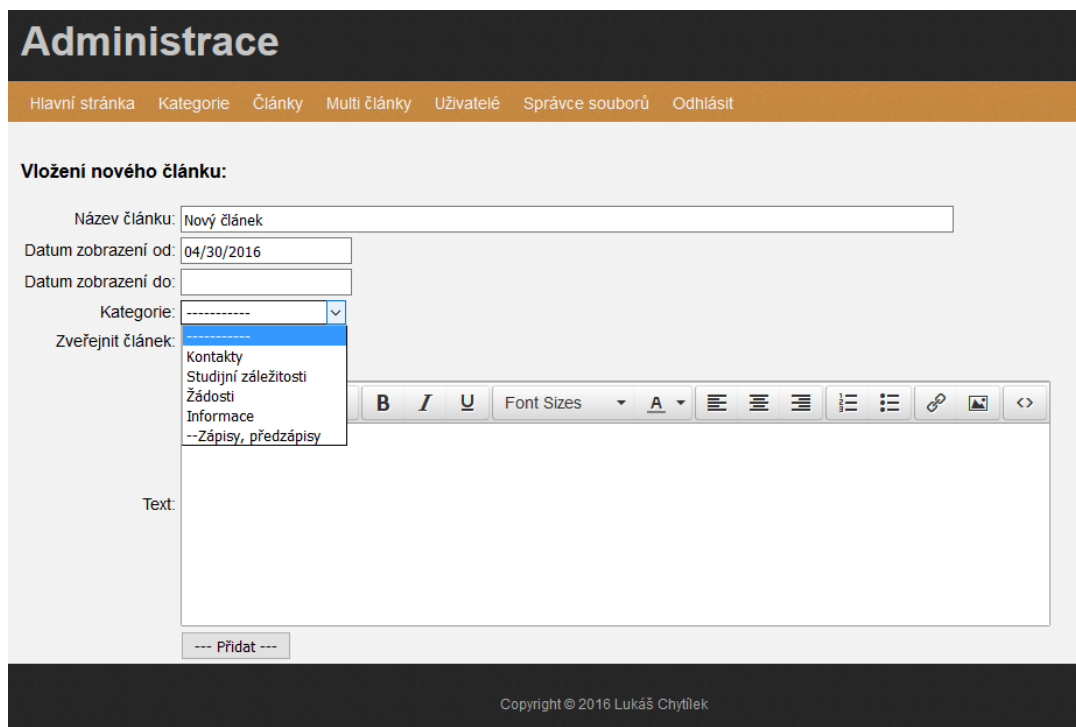 Administrace
Hlavní stránka Kategorie Články Multi články Uživatelé Správce souborů Odhlásit
Vložení nového článku:
Název článku: Nový článek
Datum zobrazení od: 04/30/2016
Datum zobrazení do:
Kategorie: -----------
Zveřejnit článek: -----------
Kontakty
Studijní záležitosti
Žádosti
Informace
--Zápisy, předzápisy
B I U Font Sizes A
Text:
--- Přidat ---
Copyright © 2016 Lukáš Chytílek